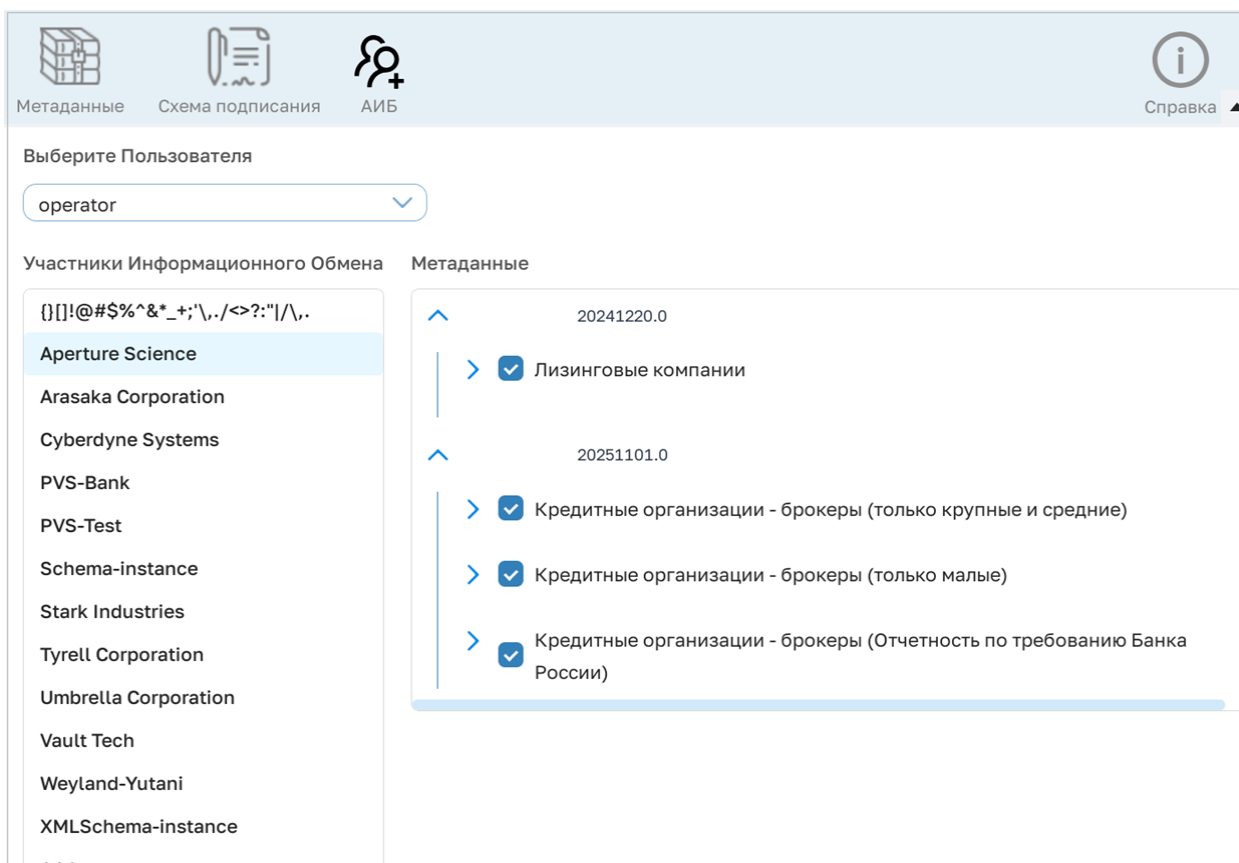 Метаданные
Схема подписания
АИБ
Справка
Выберите Пользователя
operator
Участники Информационного Обмена
Метаданные
{}[]!@#$%^&*_+;'\,./<>?:"|/\,.
Aperture Science
Arasaka Corporation
Cyberdyne Systems
PVS-Bank
PVS-Test
Schema-instance
Stark Industries
Tyrell Corporation
Umbrella Corporation
Vault Tech
Weyland-Yutani
XMLSchema-instance
20241220.0
Лизинговые компании
20251101.0
Кредитные организации - брокеры (только крупные и средние)
Кредитные организации - брокеры (только малые)
Кредитные организации - брокеры (Отчетность по требованию Банка
России)